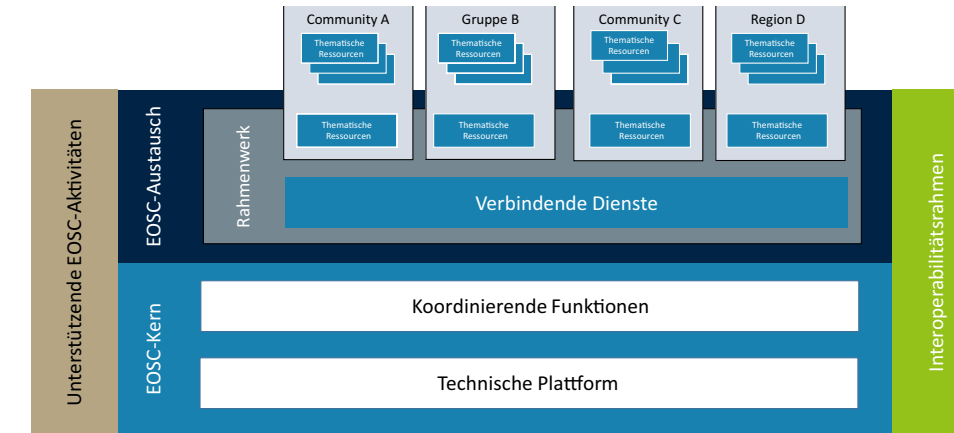 Community A
Gruppe B
Community C
Region D
Thematische
Ressourcen
Thematische
Ressourcen
Thematische
Ressourcen
Thematische
Ressourcen
Thematische
Ressourcen
Thematische
Ressourcen
Thematische
Ressourcen
Thematische
Ressourcen
Unterstützende EOSC-Aktivitäten
EOSC-Austausch
Rahmenwerk
Verbindende Dienste
EOSC-Kern
Koordinierende Funktionen
Technische Plattform
Interoperabilitätsrahmen